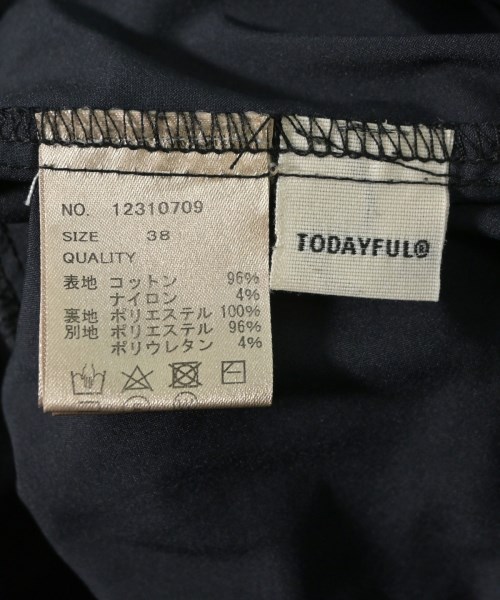 NO. 12310709
SIZE 38
QUALITY
表地 コットン 96%
ナイロン 4%
裏地 ポリエステル 100%
別地 ポリエステル 96%
ポリウレタン 4%
TODAYFUL®